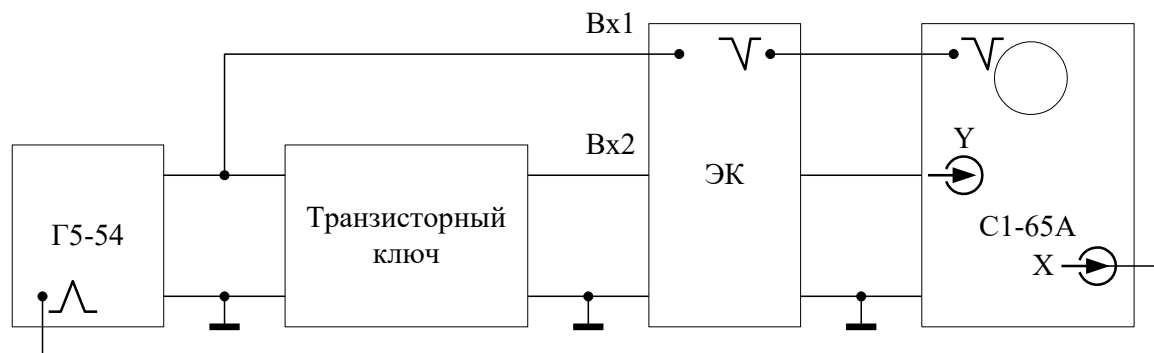 Вх1
Вх2
Г5-54
Транзисторный
ключ
ЭК
Y
С1-65А
X